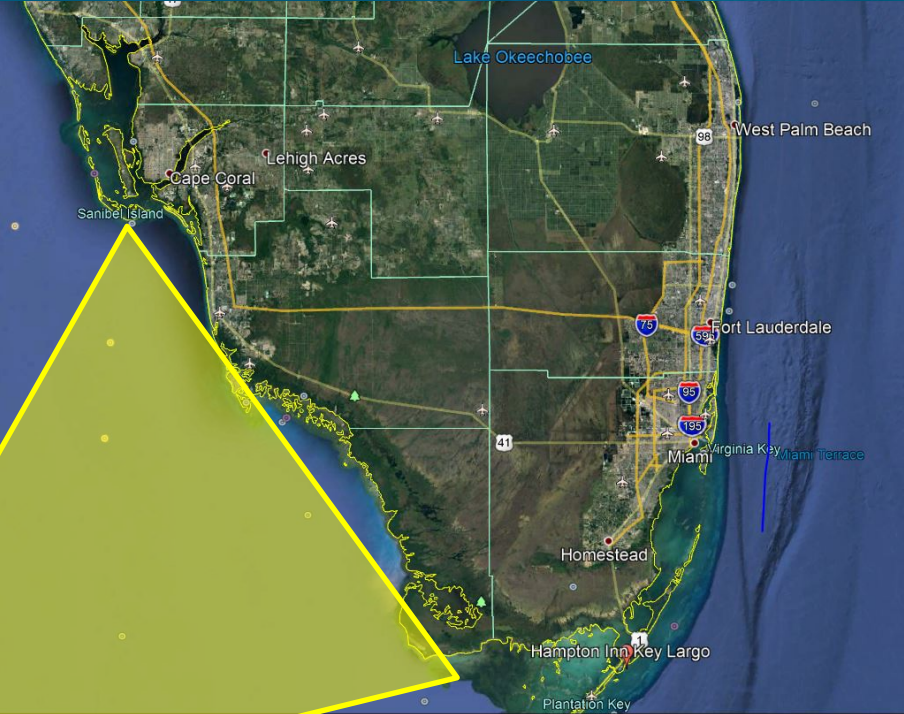 Lake Okeechobee
98
West Palm Beach
Lehigh Acres
Cape Coral
Sanibel Island
75
595
Fort Lauderdale
95
195
41
Miami
Virginia Key
Miami Terrace
Homestead
1
Hampton Inn Key Largo
Plantation Key